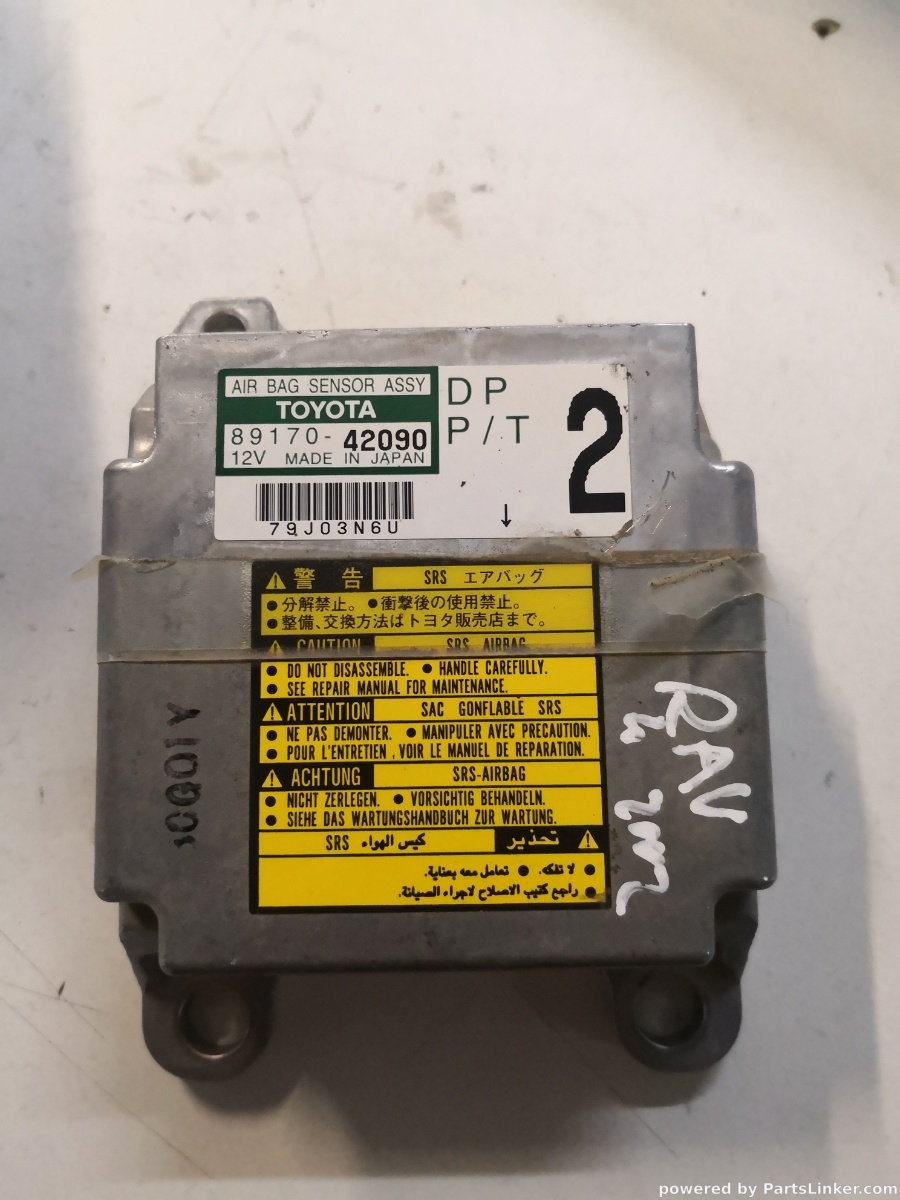 AIR BAG SENSOR ASSY
TOYOTA
89170-42090
12V MADE IN JAPAN
DP
P/T
2
79J03N6U
↓
警告 SRS エアバッグ
● 分解禁止。 ● 衝撃後の使用禁止。
● 整備、交換方法はトヨタ販売店まで。
CAUTION SRS AIRBAG
● DO NOT DISASSEMBLE. ● HANDLE CAREFULLY.
● SEE REPAIR MANUAL FOR MAINTENANCE.
ATTENTION SAC GONFLABLE SRS
● NE PAS DEMONTER. ● MANIPULER AVEC PRECAUTION.
● POUR L'ENTRETIEN , VOIR LE MANUEL DE REPARATION.
ACHTUNG SRS-AIRBAG
● NICHT ZERLEGEN. ● VORSICHTIG BEHANDELN.
● SIEHE DAS WARTUNGSHANDBUCH ZUR WARTUNG.
تحذير كيس الهواء SRS
● لا تفكه. ● تعامل معه بعناية.
● راجع كتيب الاصلاح لاجراء الصيانة.
RAV
powered by PartsLinker.com